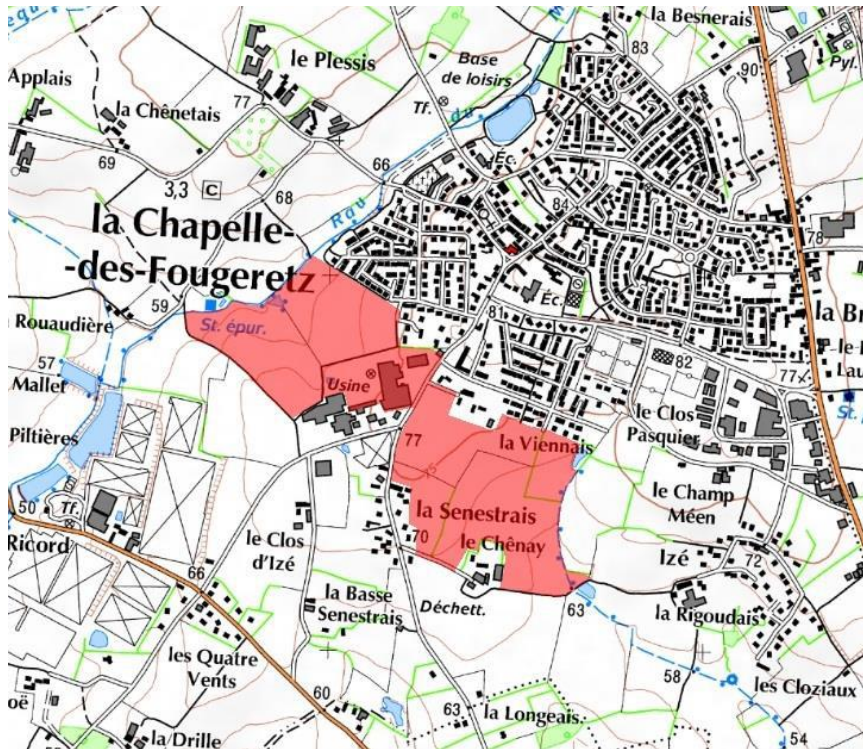 la Besnerais
83
le Plessis
Base
de loisirs
90
Pyl.
Applais
la Chênetais
77
Tf.
du
69
66
Éc.
3,3
C
68
Rau
84
la Chapelle-
-des-Fougeretz
78
59
Rouaudière
St. épur.
Éc.
81
la Br
57
Mallet
Usine
82
77
le Clos
Pasquier
Piltières
77
75
la Viennais
50
Tf.
la Senestrais
le Champ
Méen
Ricord
le Clos
d'Izé
70
le Chênay
Izé
72
66
la Basse
Senestrais
Déchett.
63
la Rigoudais
les Quatre
Vents
58
les Cloziaux
60
63
la Longeais
54
la Drille